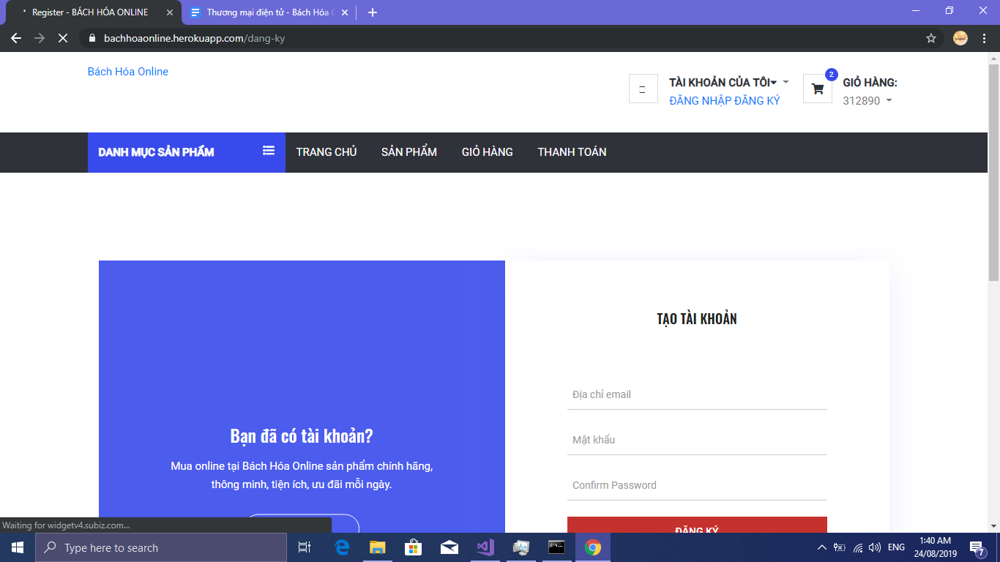 Register - BÁCH HÓA ONLINE
Thương mại điện tử - Bách Hóa
bachhoaonline.herokuapp.com/dang-ky
Bách Hóa Online
TÀI KHOẢN CỦA TÔI
ĐĂNG NHẬP ĐĂNG KÝ
2
GIỎ HÀNG:
312890
DANH MỤC SẢN PHẨM
TRANG CHỦ
SẢN PHẨM
GIỎ HÀNG
THANH TOÁN
Bạn đã có tài khoản?
Mua online tại Bách Hóa Online sản phẩm chính hãng,
thông minh, tiện ích, ưu đãi mỗi ngày.
TẠO TÀI KHOẢN
Địa chỉ email
Mật khẩu
Confirm Password
ĐĂNG KÝ
Waiting for widgetv4.subiz.com...
Type here to search
ENG
1:40 AM
24/08/2019
7